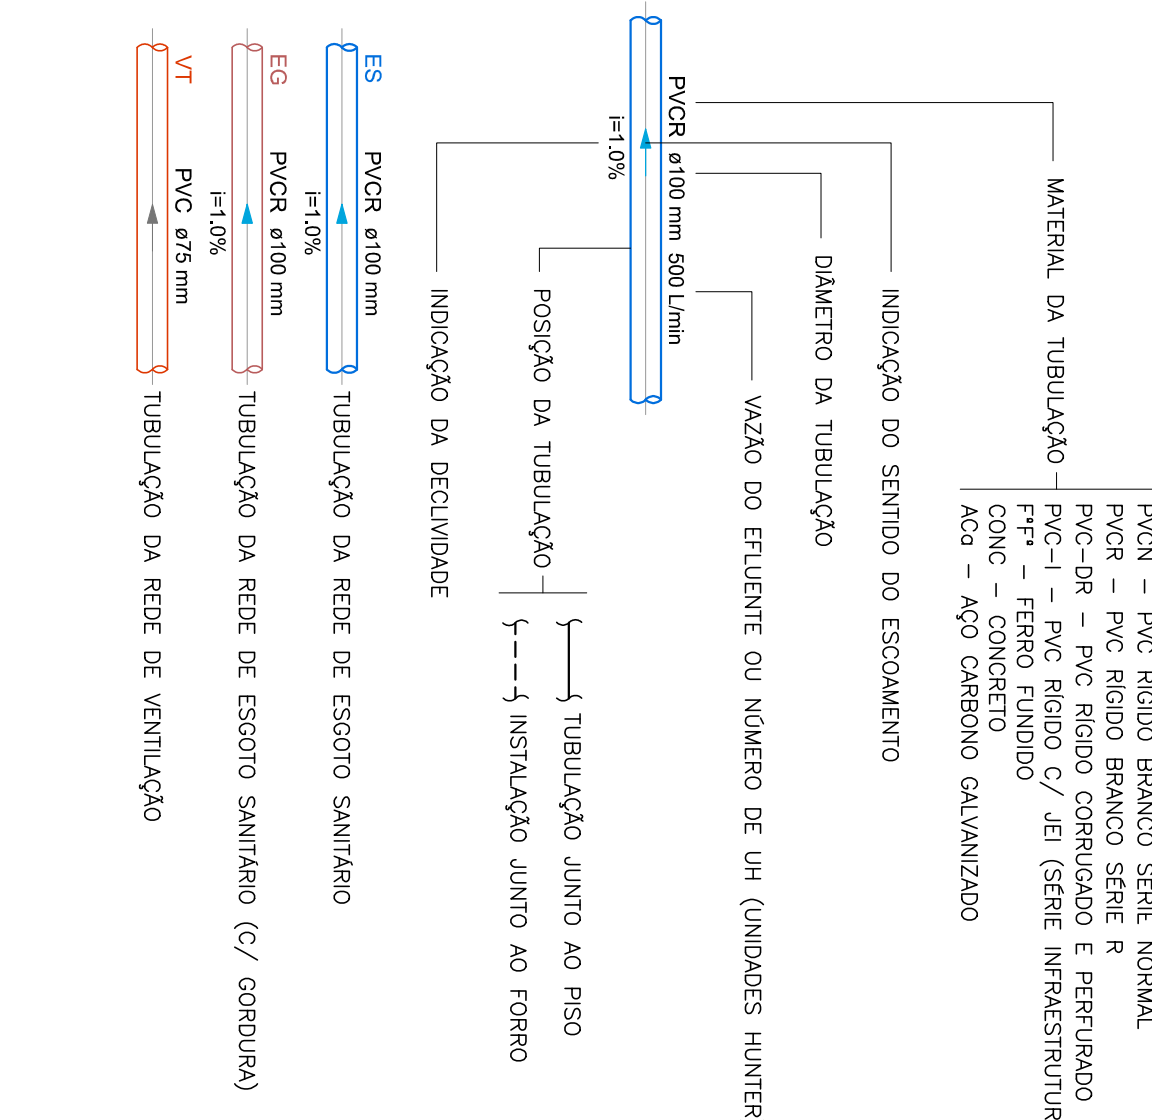 PVCN – PVC RÍGIDO BRANCO SÉRIE NORMAL
PVCR – PVC RÍGIDO BRANCO SÉRIE R
PVC–DR – PVC RÍGIDO CORRUGADO E PERFURADO
MATERIAL DA TUBULAÇÃO
PVC–I – PVC RÍGIDO C/ JEI (SÉRIE INFRAESTRUTUR
FºFº – FERRO FUNDIDO
CONC – CONCRETO
ACG – AÇO CARBONO GALVANIZADO
INDICAÇÃO DO SENTIDO DO ESCOAMENTO
DIÂMETRO DA TUBULAÇÃO
VAZÃO DO EFLUENTE OU NÚMERO DE UH (UNIDADES HUNTER
PVCR ø100 mm 500 L/min
i=1.0%
POSIÇÃO DA TUBULAÇÃO
TUBULAÇÃO JUNTO AO PISO
INSTALAÇÃO JUNTO AO FORRO
INDICAÇÃO DA DECLIVIDADE
ES
PVCR ø100 mm
i=1.0%
TUBULAÇÃO DA REDE DE ESGOTO SANITÁRIO
EG
PVCR ø100 mm
i=1.0%
TUBULAÇÃO DA REDE DE ESGOTO SANITÁRIO (C/ GORDURA)
VT
PVC ø75 mm
TUBULAÇÃO DA REDE DE VENTILAÇÃO